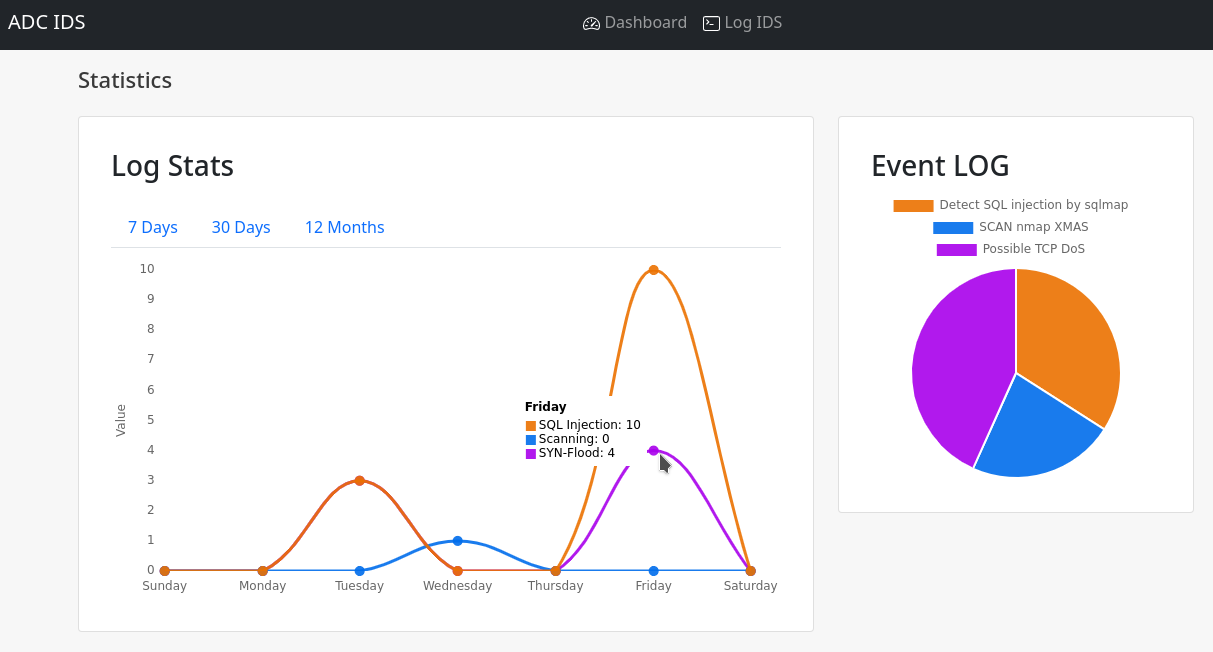 ADC IDS
Dashboard
Log IDS
Statistics
Log Stats
7 Days
30 Days
12 Months
10
9
8
7
6
5
4
3
2
1
0
Value
Friday
SQL Injection: 10
Scanning: 0
SYN-Flood: 4
Sunday
Monday
Tuesday
Wednesday
Thursday
Friday
Saturday
Event LOG
Detect SQL injection by sqlmap
SCAN nmap XMAS
Possible TCP DoS